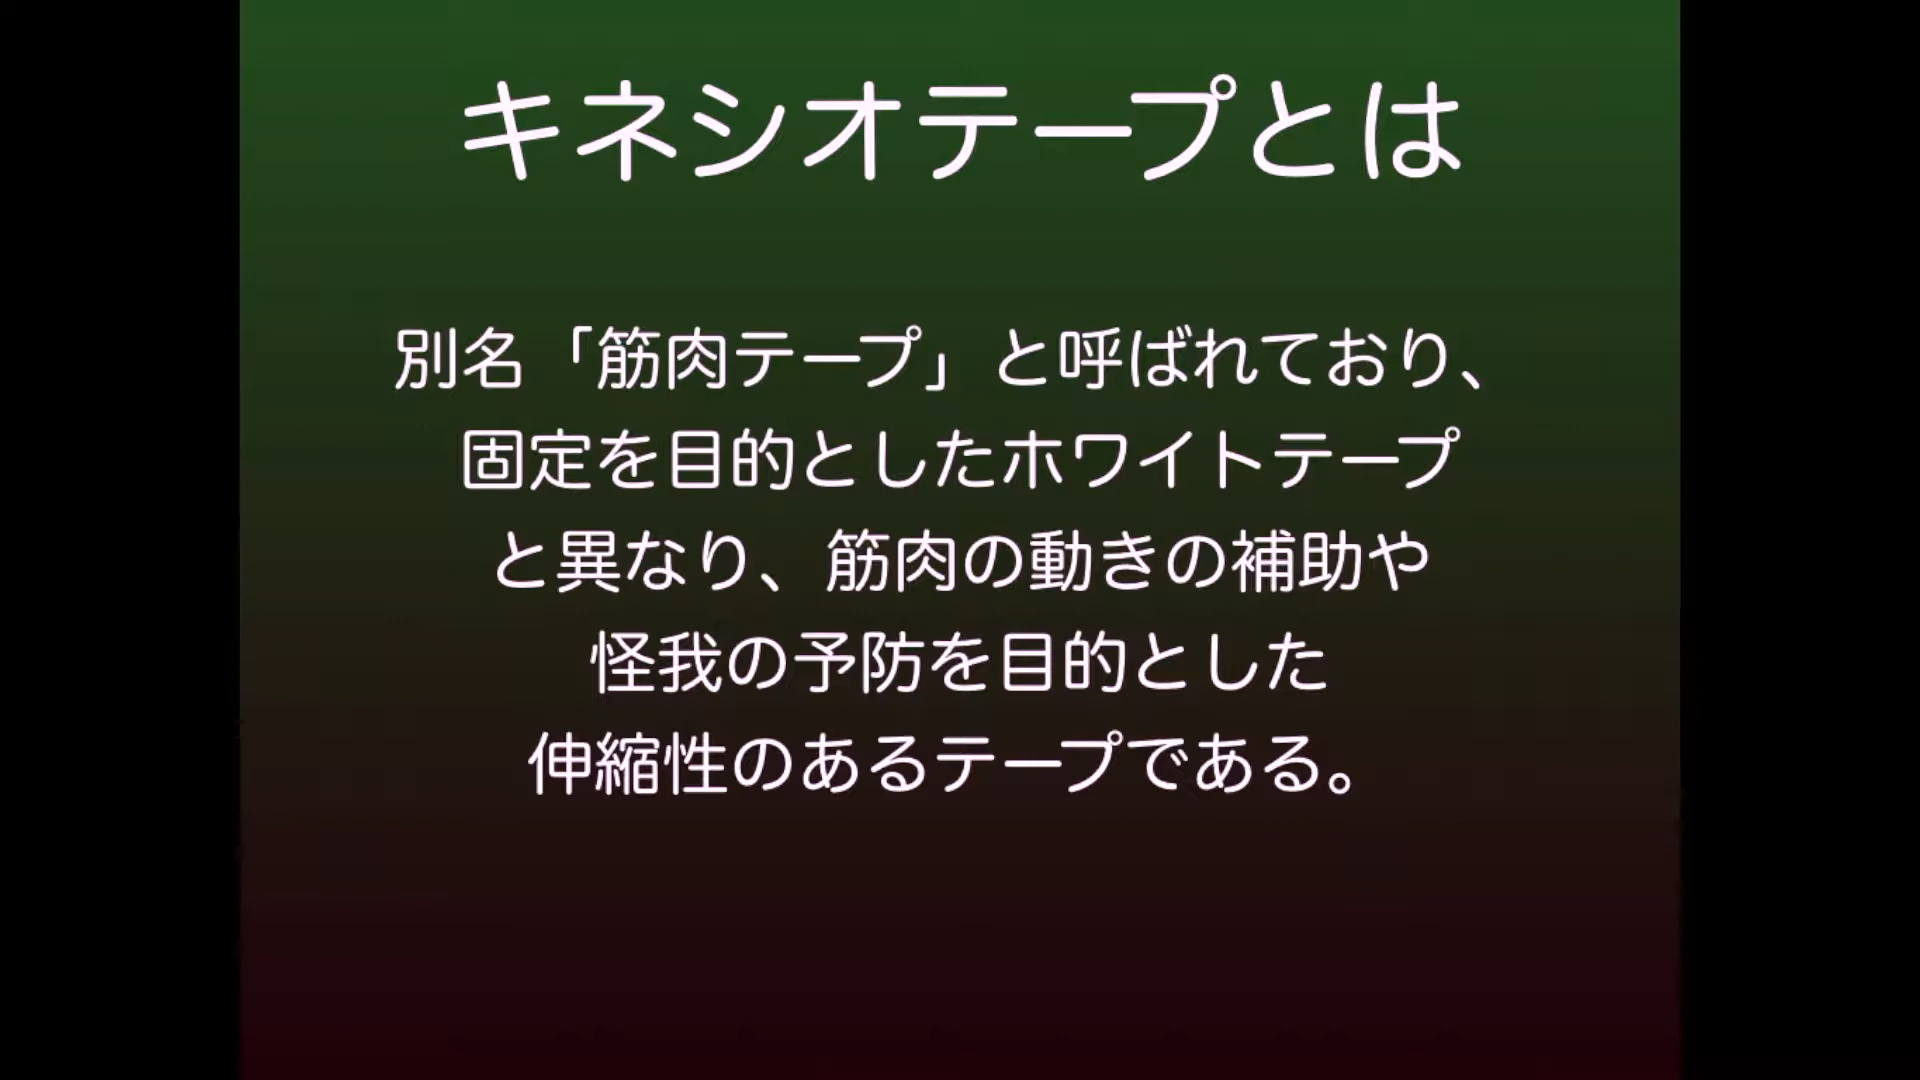 キネシオテープとは
別名「筋肉テープ」と呼ばれており、
固定を目的としたホワイトテープ
と異なり、筋肉の動きの補助や
怪我の予防を目的とした
伸縮性のあるテープである。